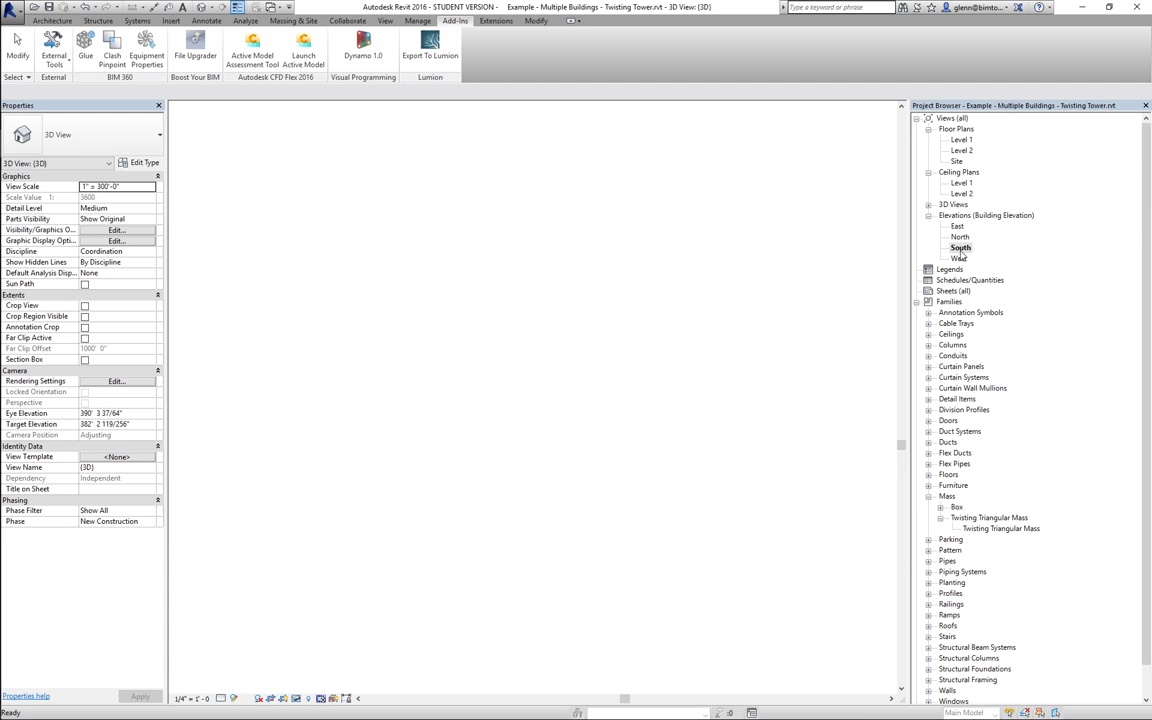 Autodesk Revit 2016 - STUDENT VERSION - Example - Multiple Buildings - Twisting Tower.rvt - 3D View: {3D}
Type a keyword or phrase
glenn@bimto...
Architecture Structure Systems Insert Annotate Analyze Massing & Site Collaborate View Manage Add-Ins Extensions Modify
Modify
External Tools
Glue
Clash Pinpoint
Equipment Properties
File Upgrader
Active Model Assessment Tool
Launch Active Model
Dynamo 1.0
Export To Lumion
Select External BIM 360 Boost Your BIM Autodesk CFD Flex 2016 Visual Programming Lumion
Properties
3D View
3D View: {3D} Edit Type
Graphics
View Scale 1" = 300'-0"
Scale Value 1: 3600
Detail Level Medium
Parts Visibility Show Original
Visibility/Graphics O... Edit...
Graphic Display Opti... Edit...
Discipline Coordination
Show Hidden Lines By Discipline
Default Analysis Disp... None
Sun Path
Extents
Crop View
Crop Region Visible
Annotation Crop
Far Clip Active
Far Clip Offset 1000' 0"
Section Box
Camera
Rendering Settings Edit...
Locked Orientation
Perspective
Eye Elevation 390' 3 37/64"
Target Elevation 382' 2 119/256"
Camera Position Adjusting
Identity Data
View Template <None>
View Name {3D}
Dependency Independent
Title on Sheet
Phasing
Phase Filter Show All
Phase New Construction
Properties help Apply
1/4" = 1'-0
Ready
:0
Main Model
Project Browser - Example - Multiple Buildings - Twisting Tower.rvt
Views (all)
Floor Plans
Level 1
Level 2
Site
Ceiling Plans
Level 1
Level 2
3D Views
Elevations (Building Elevation)
East
North
South
West
Legends
Schedules/Quantities
Sheets (all)
Families
Annotation Symbols
Cable Trays
Ceilings
Columns
Conduits
Curtain Panels
Curtain Systems
Curtain Wall Mullions
Detail Items
Division Profiles
Doors
Duct Systems
Ducts
Flex Ducts
Flex Pipes
Floors
Furniture
Mass
Box
Twisting Triangular Mass
Twisting Triangular Mass
Parking
Pattern
Pipes
Piping Systems
Planting
Profiles
Railings
Ramps
Roofs
Stairs
Structural Beam Systems
Structural Columns
Structural Foundations
Structural Framing
Walls
Windows